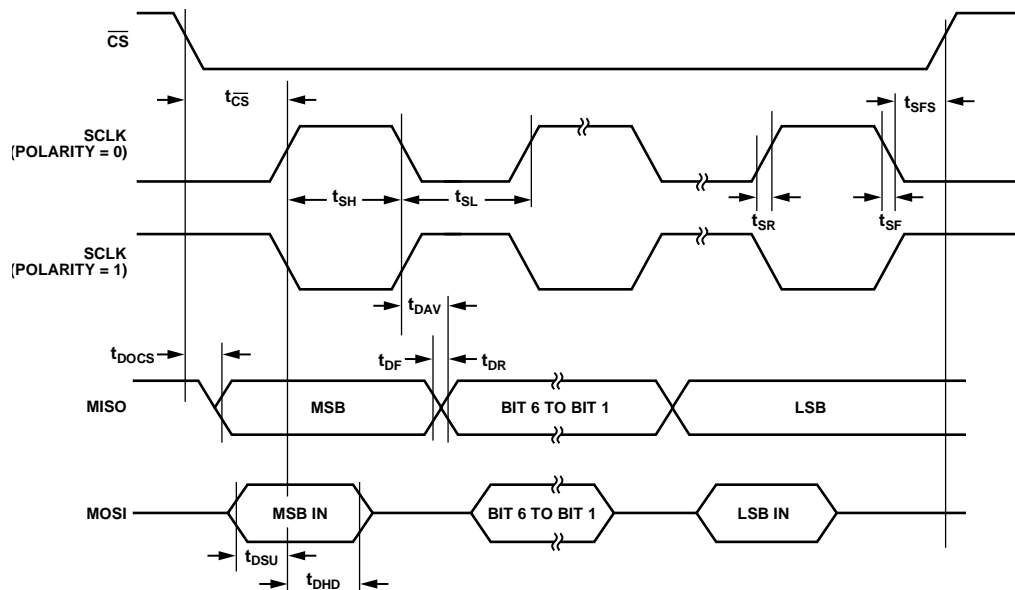 CS
tCS
tSFS
SCLK
(POLARITY = 0)
tSH
tSL
tSR
tSF
SCLK
(POLARITY = 1)
tDAV
tDOCS
tDF
tDR
MISO
MSB
BIT 6 TO BIT 1
LSB
MOSI
MSB IN
BIT 6 TO BIT 1
LSB IN
tDSU
tDHD